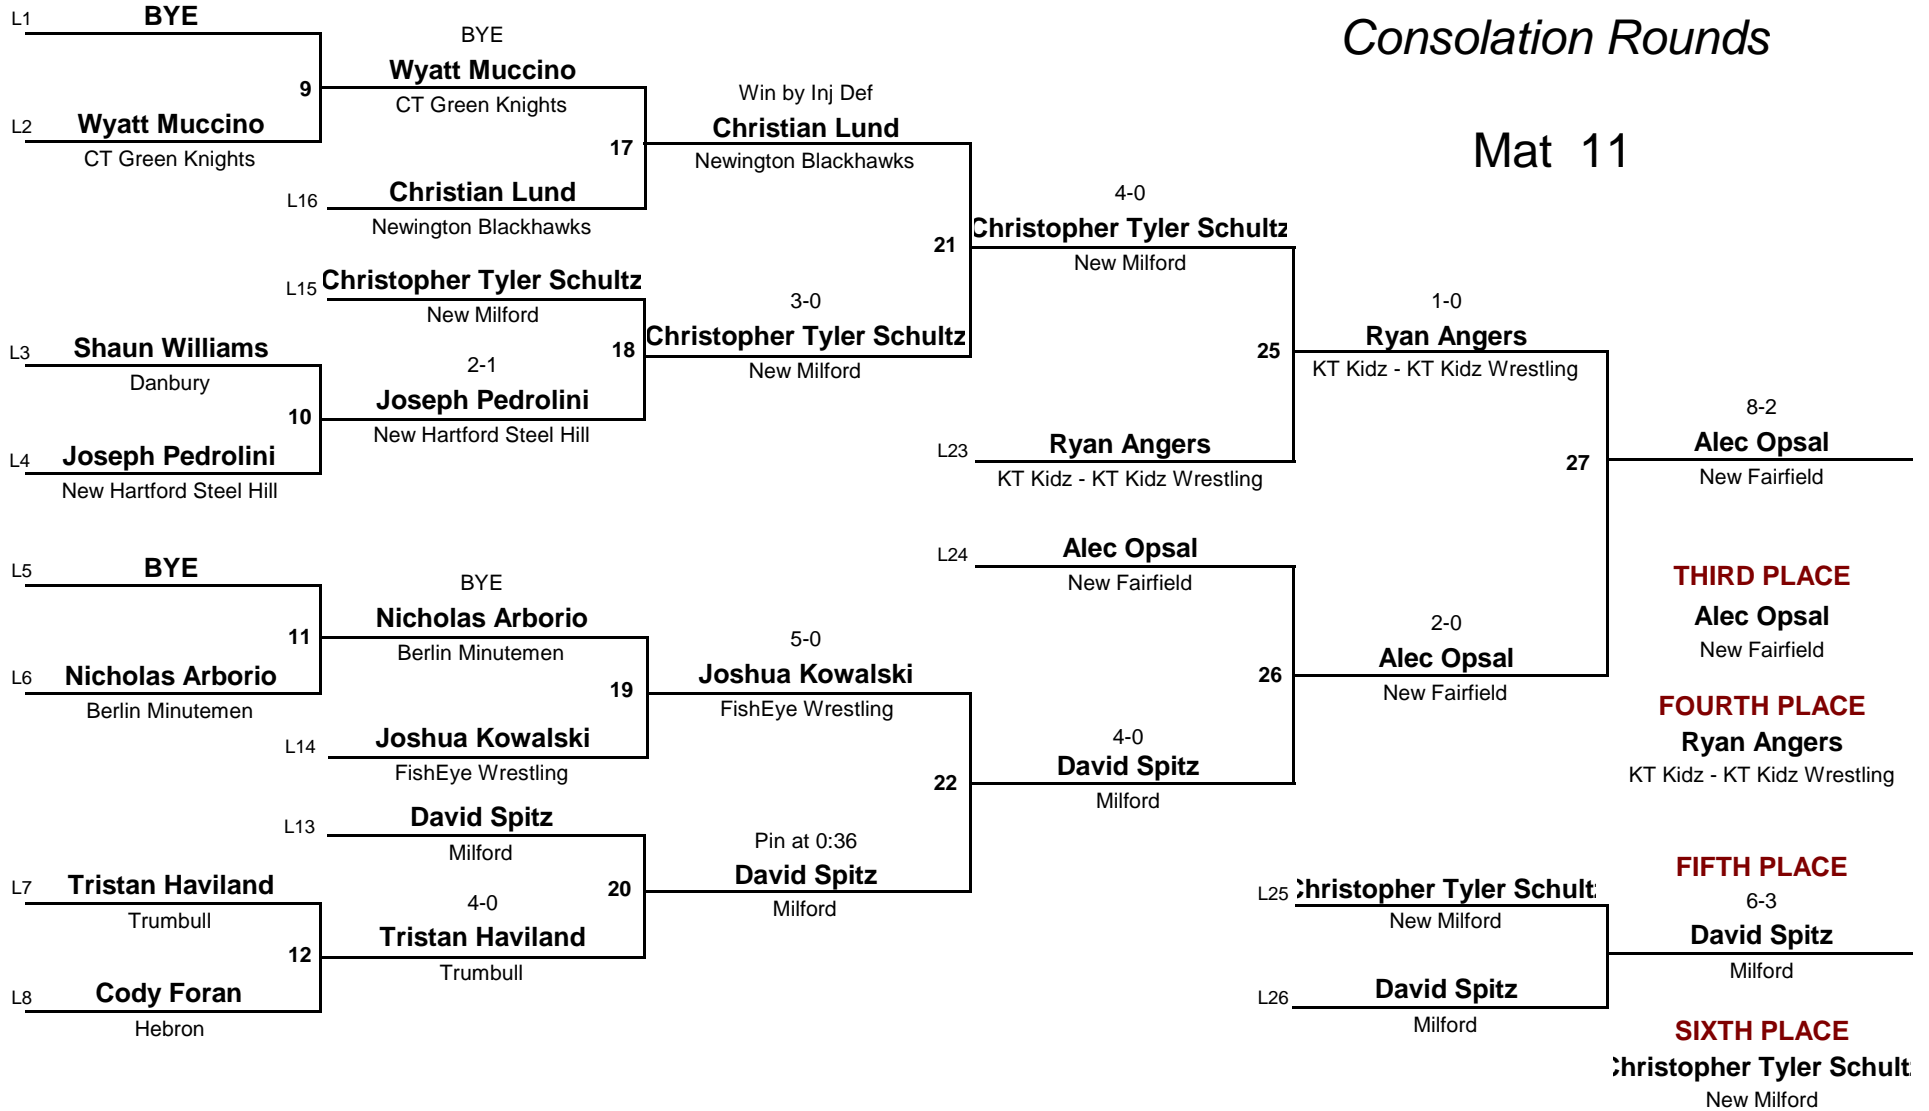 Consolation Rounds
Mat 11
L1 BYE
9
L2 Wyatt Muccino
CT Green Knights
BYE
Wyatt Muccino
CT Green Knights
17
L16 Christian Lund
Newington Blackhawks
Win by Inj Def
Christian Lund
Newington Blackhawks
21
L15 Christopher Tyler Schultz
New Milford
18
L3 Shaun Williams
Danbury
10
L4 Joseph Pedrolini
New Hartford Steel Hill
2-1
Joseph Pedrolini
New Hartford Steel Hill
3-0
Christopher Tyler Schultz
New Milford
4-0
Christopher Tyler Schultz
New Milford
25
L23 Ryan Angers
KT Kidz - KT Kidz Wrestling
1-0
Ryan Angers
KT Kidz - KT Kidz Wrestling
27
8-2
Alec Opsal
New Fairfield
L5 BYE
11
L6 Nicholas Arborio
Berlin Minutemen
BYE
Nicholas Arborio
Berlin Minutemen
19
L14 Joshua Kowalski
FishEye Wrestling
5-0
Joshua Kowalski
FishEye Wrestling
22
L13 David Spitz
Milford
20
L7 Tristan Haviland
Trumbull
12
L8 Cody Foran
Hebron
4-0
Tristan Haviland
Trumbull
Pin at 0:36
David Spitz
Milford
L24 Alec Opsal
New Fairfield
26
4-0
David Spitz
Milford
2-0
Alec Opsal
New Fairfield
THIRD PLACE
Alec Opsal
New Fairfield
FOURTH PLACE
Ryan Angers
KT Kidz - KT Kidz Wrestling
L25 Christopher Tyler Schult
New Milford
L26 David Spitz
Milford
FIFTH PLACE
6-3
David Spitz
Milford
SIXTH PLACE
Christopher Tyler Schult
New Milford